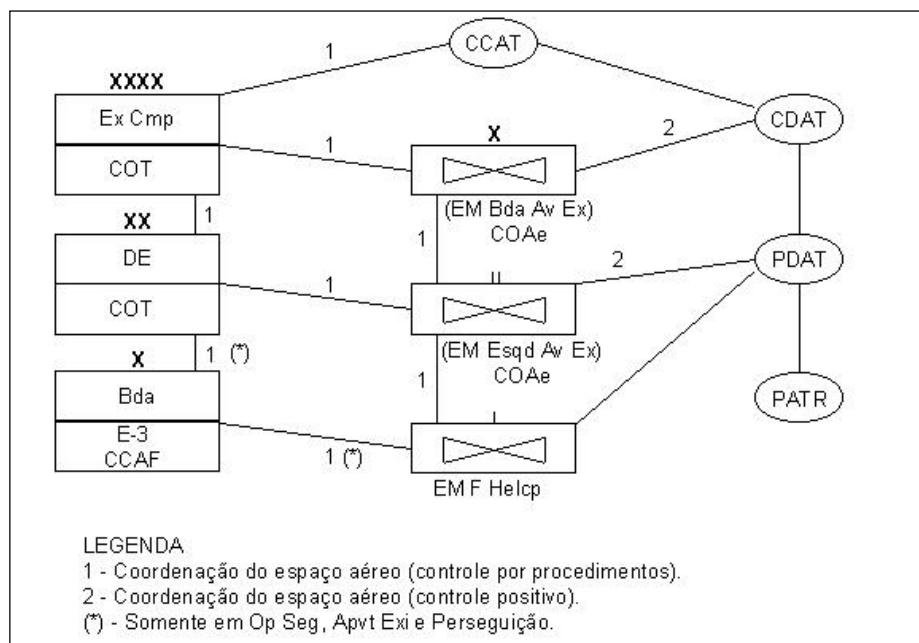 CCAT
1
XXXX
Ex Cmp
COT
1
CDAT
2
X
(EM Bda Av Ex)
COAe
1
XX
DE
COT
1
1
2
PDAT
(EM Esqd Av Ex)
COAe
1 (*)
X
Bda
E-3
CCAF
1
1 (*)
EM F Helcp
PATR
LEGENDA
1 - Coordenação do espaço aéreo (controle por procedimentos).
2 - Coordenação do espaço aéreo (controle positivo).
(*) - Somente em Op Seg, Apvt Exi e Perseguição.